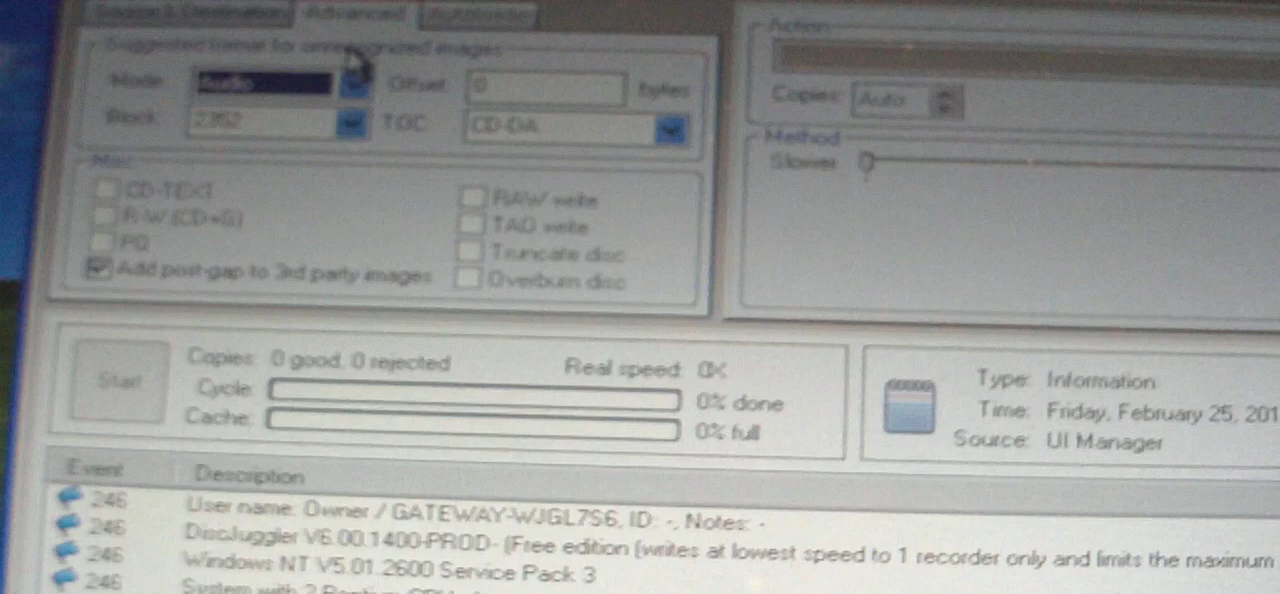 Source & Destination Advanced Autoloader
Suggested format for unrecognized images
Mode: Audio Offset: 0 bytes
Block: 2352 TOC: CD-DA
Misc
CD-TEXT RAW write
R-W (CD+G) TAO write
PQ Truncate disc
Add post-gap to 3rd party images Overburn disc
Action
Copies: Auto
Method
Slower
Start
Copies: 0 good, 0 rejected Real speed: 0X
Cycle: 0% done
Cache: 0% full
Type: Information
Time: Friday, February 25, 201
Source: UI Manager
Event Description
246 User name: Owner / GATEWAY-WJGL7S6, ID: -, Notes: -
246 DiscJuggler V6.00.1400-PROD- (Free edition (writes at lowest speed to 1 recorder only and limits the maximum
246 Windows NT V5.01.2600 Service Pack 3
246 System with 2 Pentium CPU